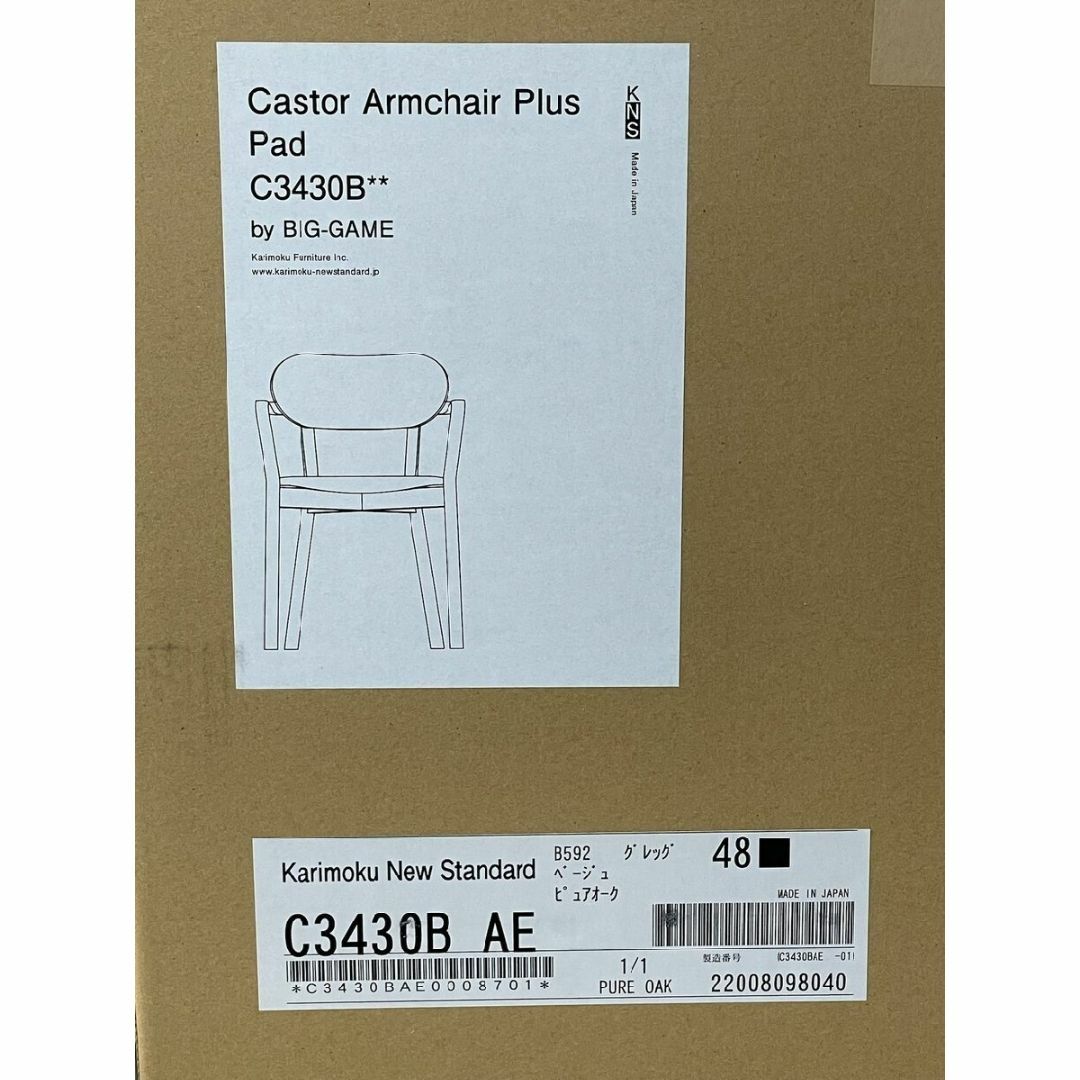 Castor Armchair Plus
Pad
C3430B**
by BIG-GAME
Karimoku Furniture Inc.
www.karimoku-newstandard.jp
KNS
Made in Japan
Karimoku New Standard
B592 グレッグ
ベージュ
ピュアオーク
48■
MADE IN JAPAN
C3430B AE
*C3430BAE0008701*
1/1
PURE OAK
製造番号 (C3430BAE -01)
22008098040